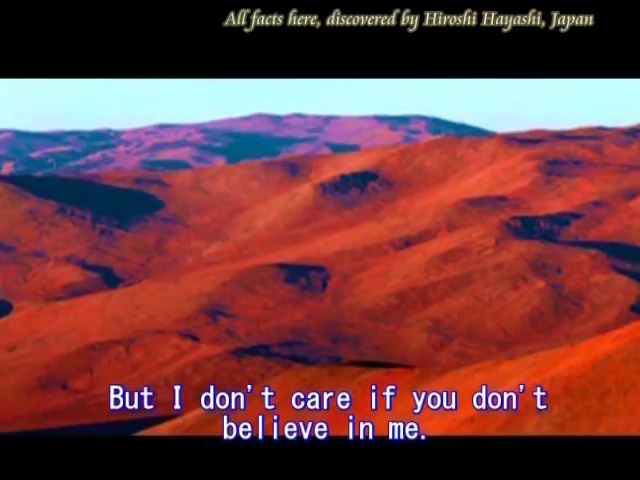 All facts here, discovered by Hiroshi Hayashi, Japan
But I don't care if you don't
believe in me.